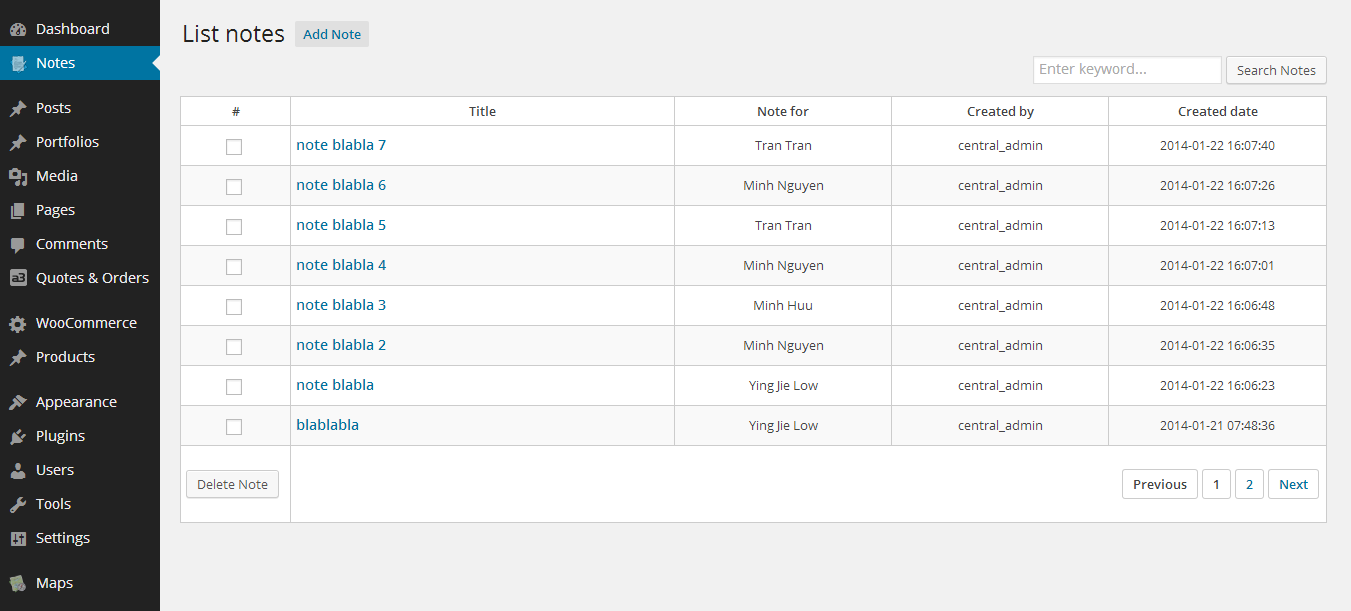 Dashboard
Notes
Posts
Portfolios
Media
Pages
Comments
a3 Quotes & Orders
WooCommerce
Products
Appearance
Plugins
Users
Tools
Settings
Maps
List notes Add Note
Enter keyword... Search Notes
# Title Note for Created by Created date
note blabla 7 Tran Tran central_admin 2014-01-22 16:07:40
note blabla 6 Minh Nguyen central_admin 2014-01-22 16:07:26
note blabla 5 Tran Tran central_admin 2014-01-22 16:07:13
note blabla 4 Minh Nguyen central_admin 2014-01-22 16:07:01
note blabla 3 Minh Huu central_admin 2014-01-22 16:06:48
note blabla 2 Minh Nguyen central_admin 2014-01-22 16:06:35
note blabla Ying Jie Low central_admin 2014-01-22 16:06:23
blablabla Ying Jie Low central_admin 2014-01-21 07:48:36
Delete Note Previous 1 2 Next